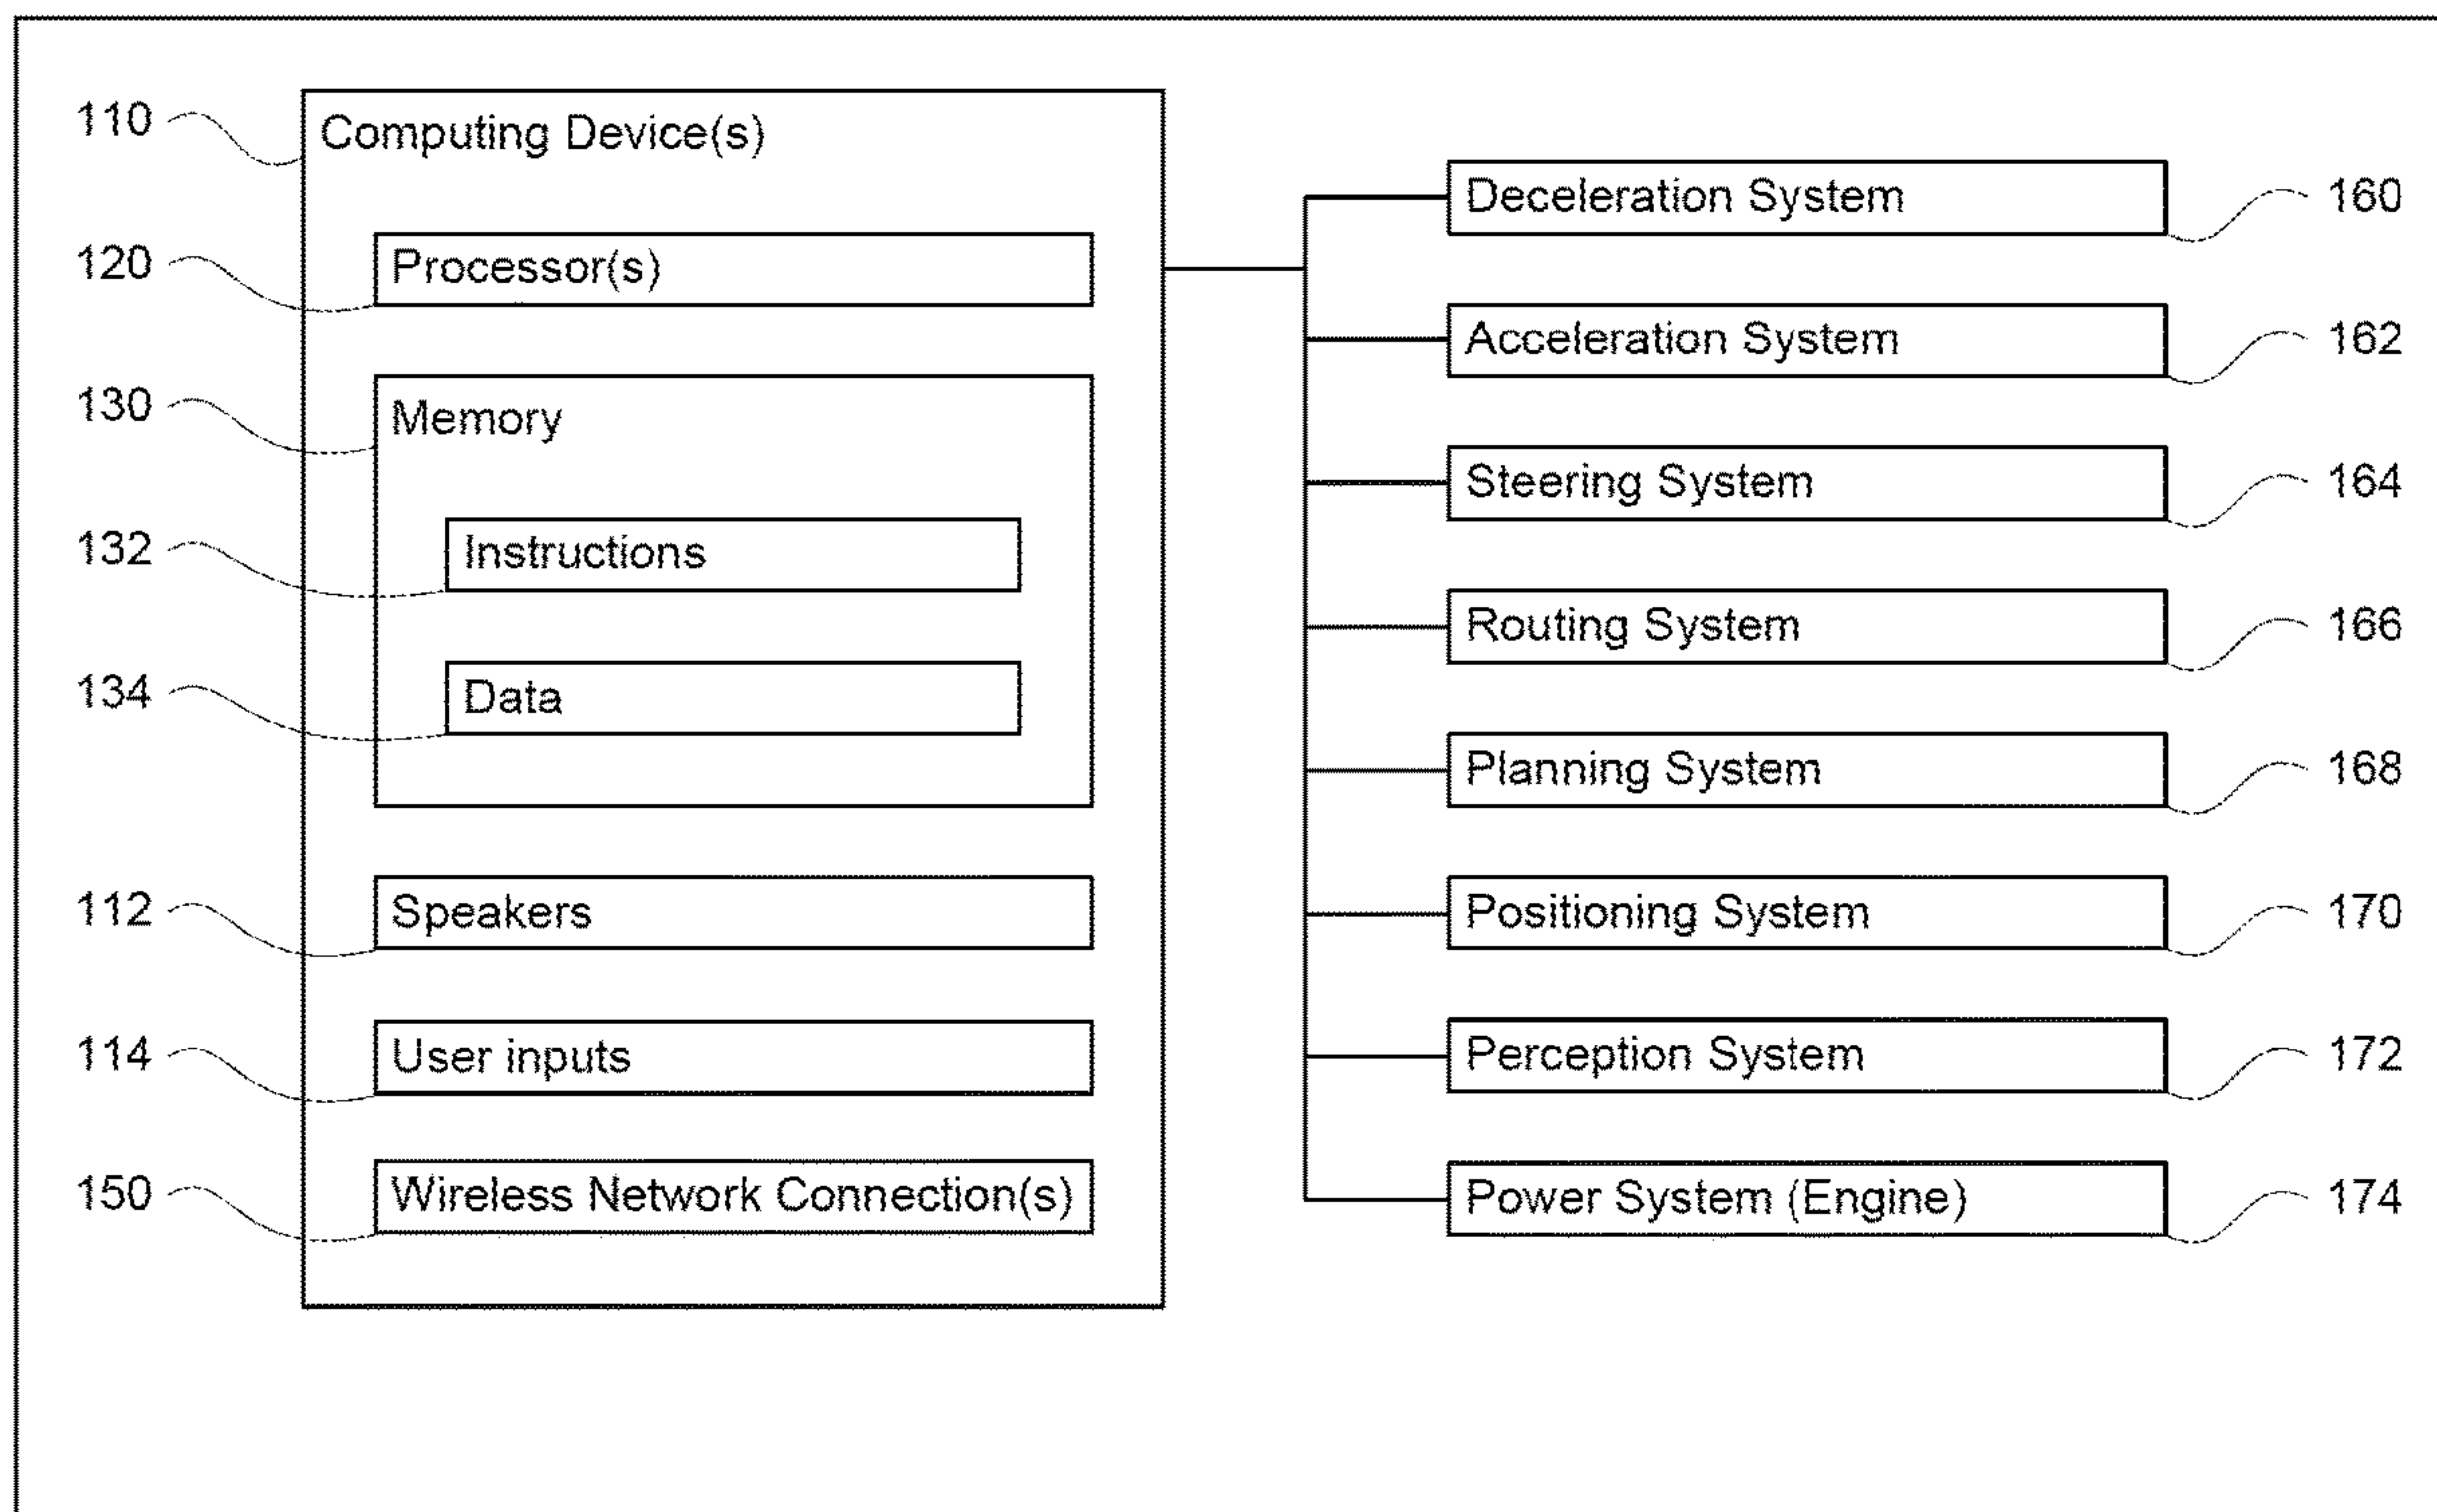 110
Computing Device(s)
120
Processor(s)
130
Memory
132
Instructions
134
Data
112
Speakers
114
User inputs
150
Wireless Network Connection(s)
Deceleration System
160
Acceleration System
162
Steering System
164
Routing System
166
Planning System
168
Positioning System
170
Perception System
172
Power System (Engine)
174